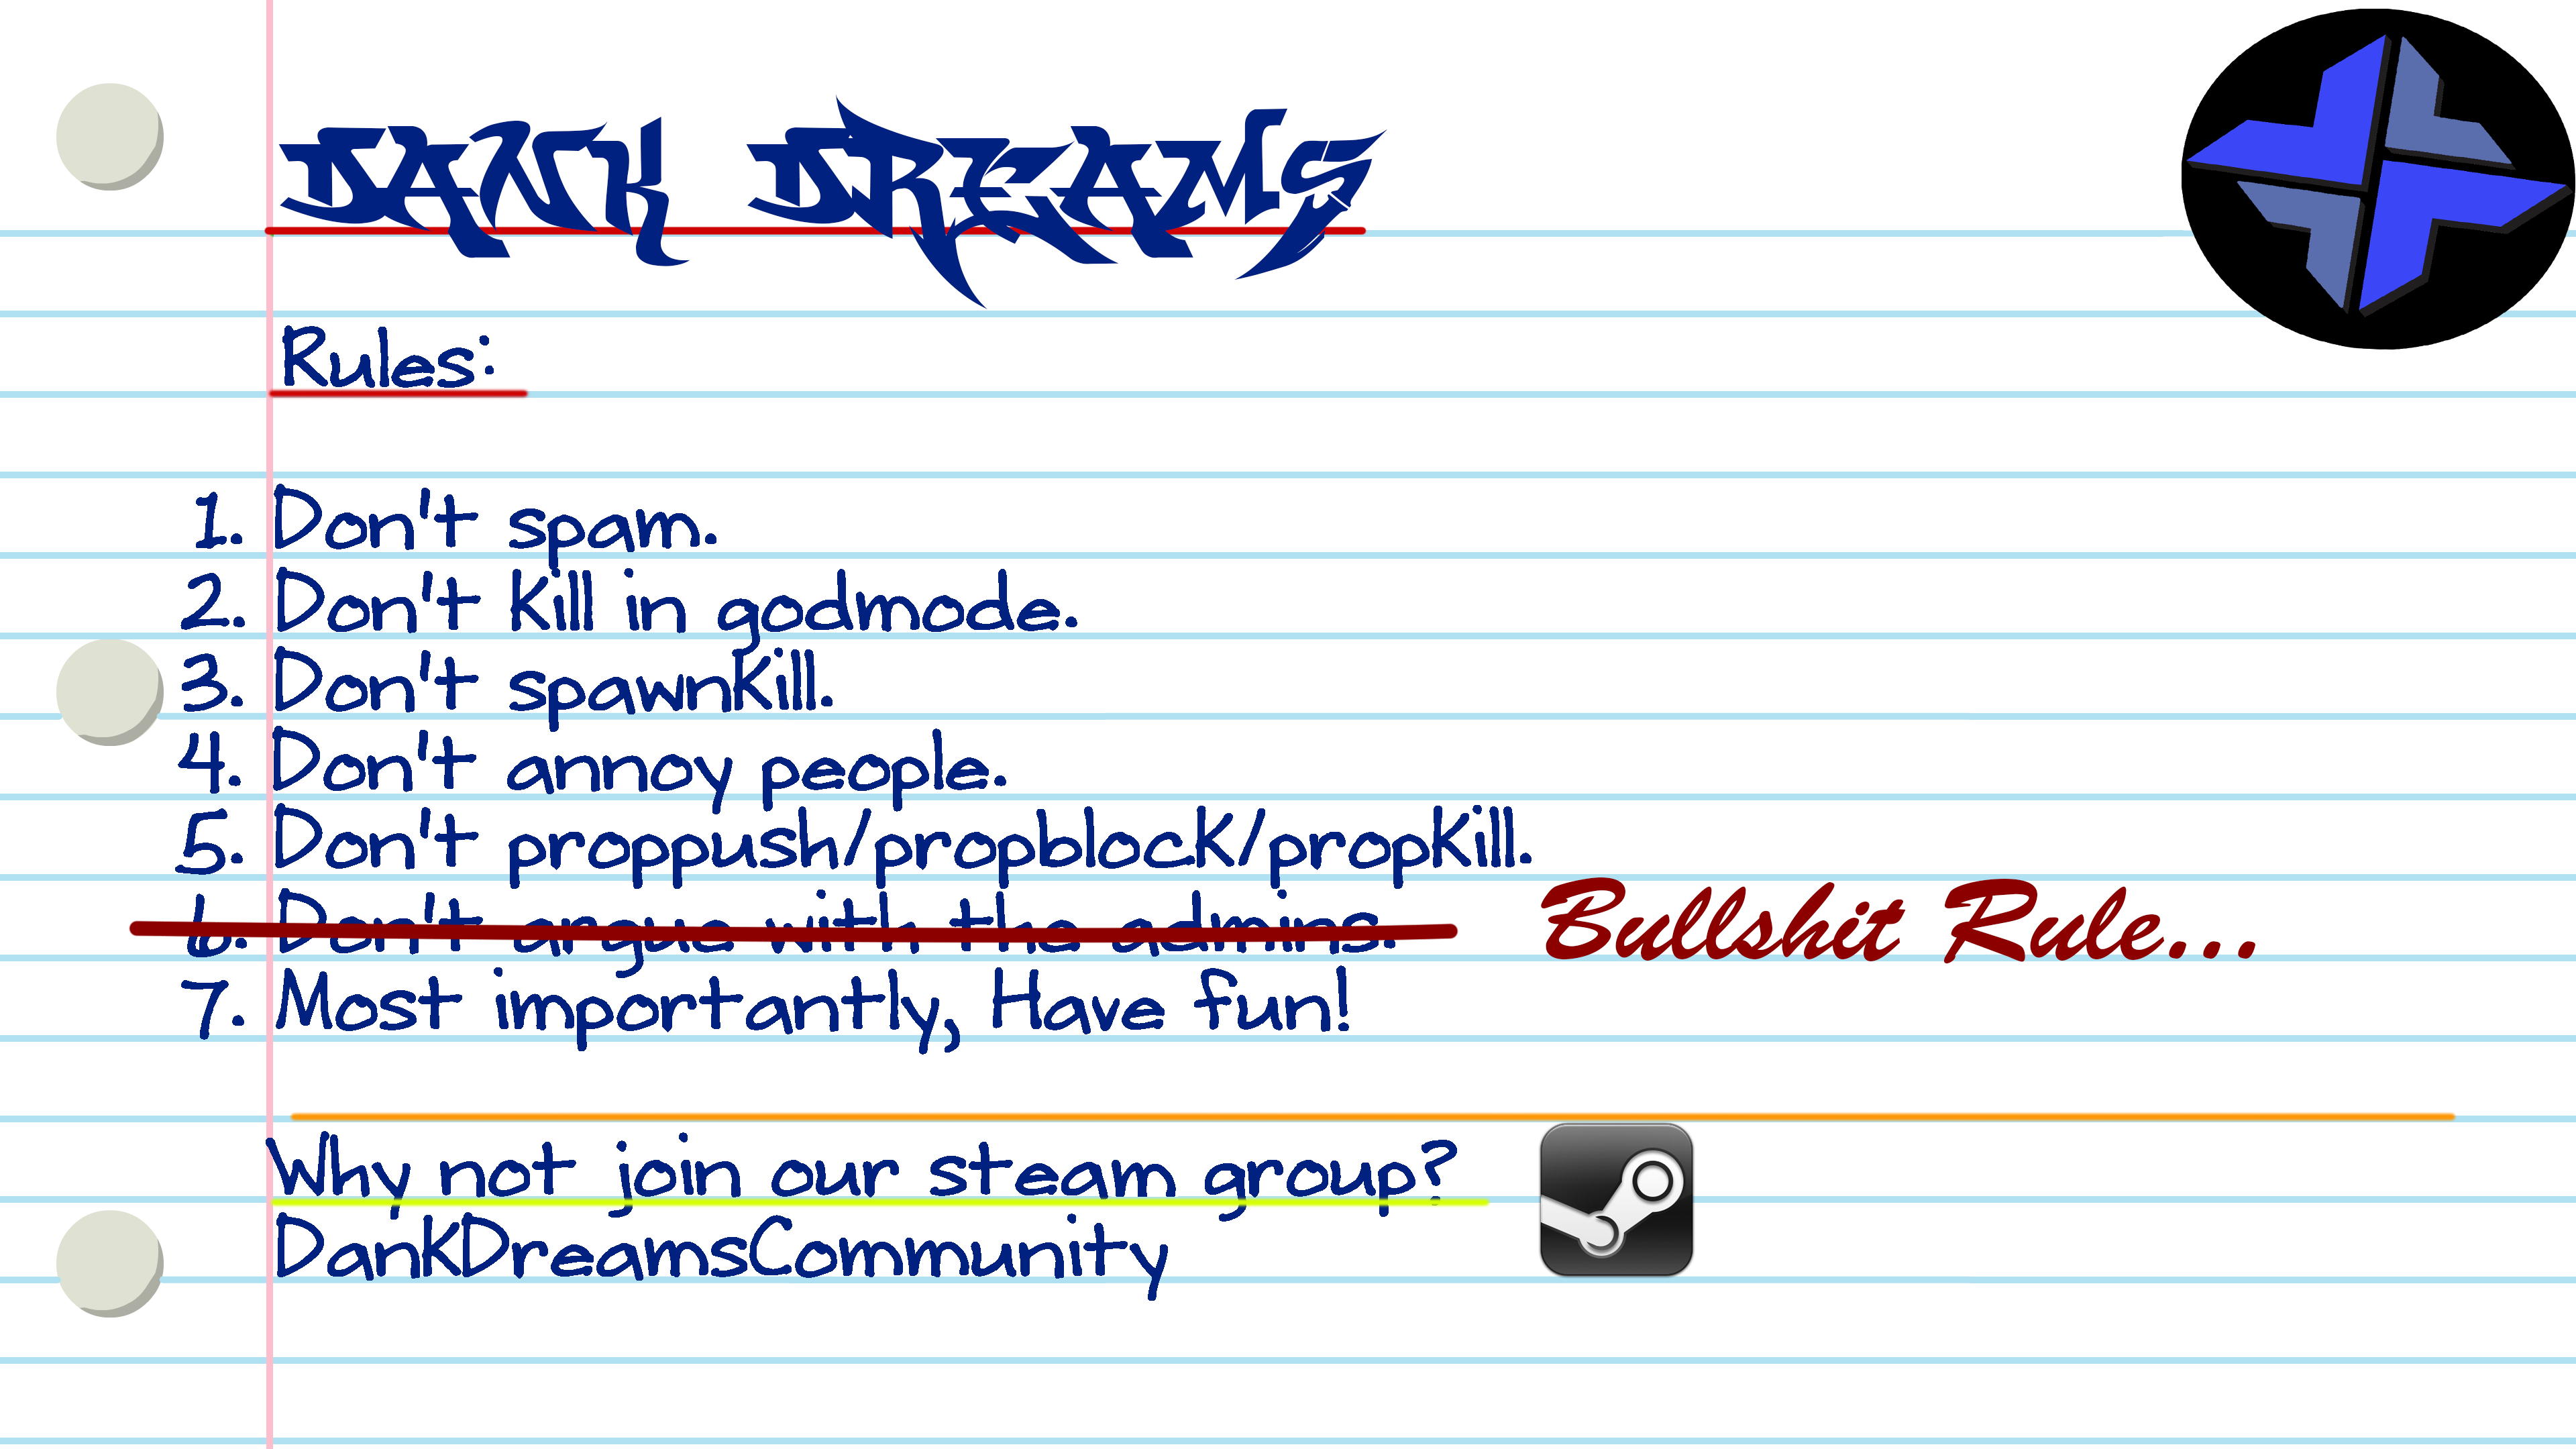 DANK DREAMS
Rules:
1. Don't spam.
2. Don't kill in godmode.
3. Don't spawnkill.
4. Don't annoy people.
5. Don't proppush/propblock/propkill.
6. Don't argue with the admins. Bullshit Rule...
7. Most importantly, Have fun!
Why not join our steam group?
DankDreamsCommunity